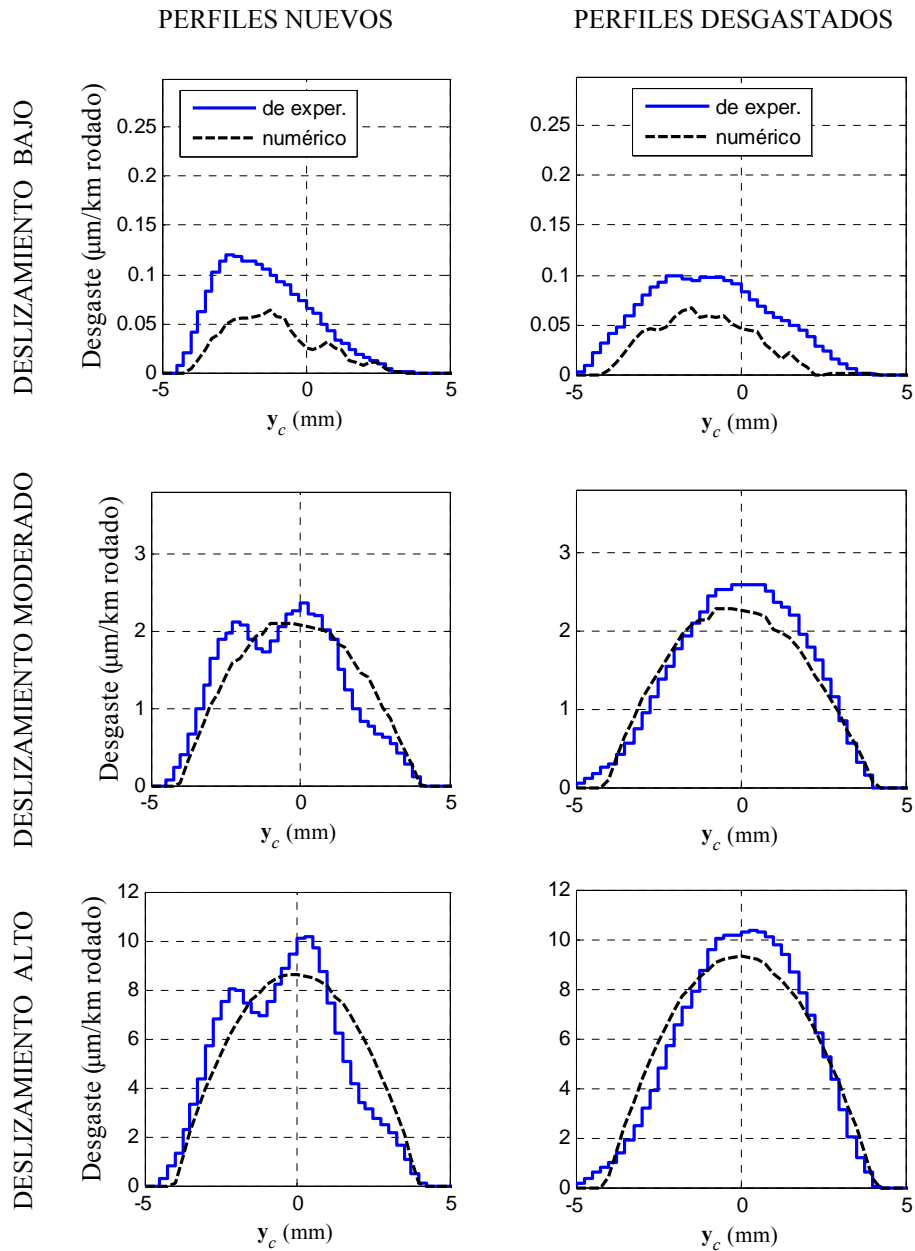 PERFILES NUEVOS
PERFILES DESGASTADOS
DESLIZAMIENTO BAJO
Desgaste (μm/km rodado)
0.25
0.2
0.15
0.1
0.05
0
de exper.
numérico
-5 0 5
y_c (mm)
0.25
0.2
0.15
0.1
0.05
0
de exper.
numérico
-5 0 5
y_c (mm)
DESLIZAMIENTO MODERADO
Desgaste (μm/km rodado)
3
2
1
0
-5 0 5
y_c (mm)
3
2
1
0
-5 0 5
y_c (mm)
DESLIZAMIENTO ALTO
Desgaste (μm/km rodado)
12
10
8
6
4
2
0
-5 0 5
y_c (mm)
12
10
8
6
4
2
0
-5 0 5
y_c (mm)